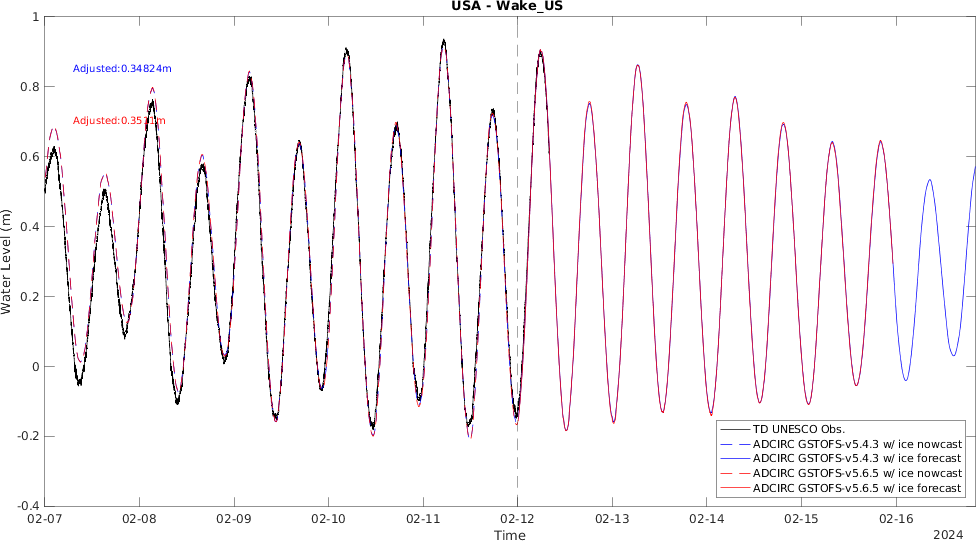 USA - Wake_US
1
Adjusted:0.34824m
0.8
Adjusted:0.3511m
0.6
0.4
0.2
0
-0.2
-0.4
Water Level (m)
TD UNESCO Obs.
ADCIRC GSTOFS-v5.4.3 w/ ice nowcast
ADCIRC GSTOFS-v5.4.3 w/ ice forecast
ADCIRC GSTOFS-v5.6.5 w/ ice nowcast
ADCIRC GSTOFS-v5.6.5 w/ ice forecast
02-07 02-08 02-09 02-10 02-11 02-12 02-13 02-14 02-15 02-16
Time
2024